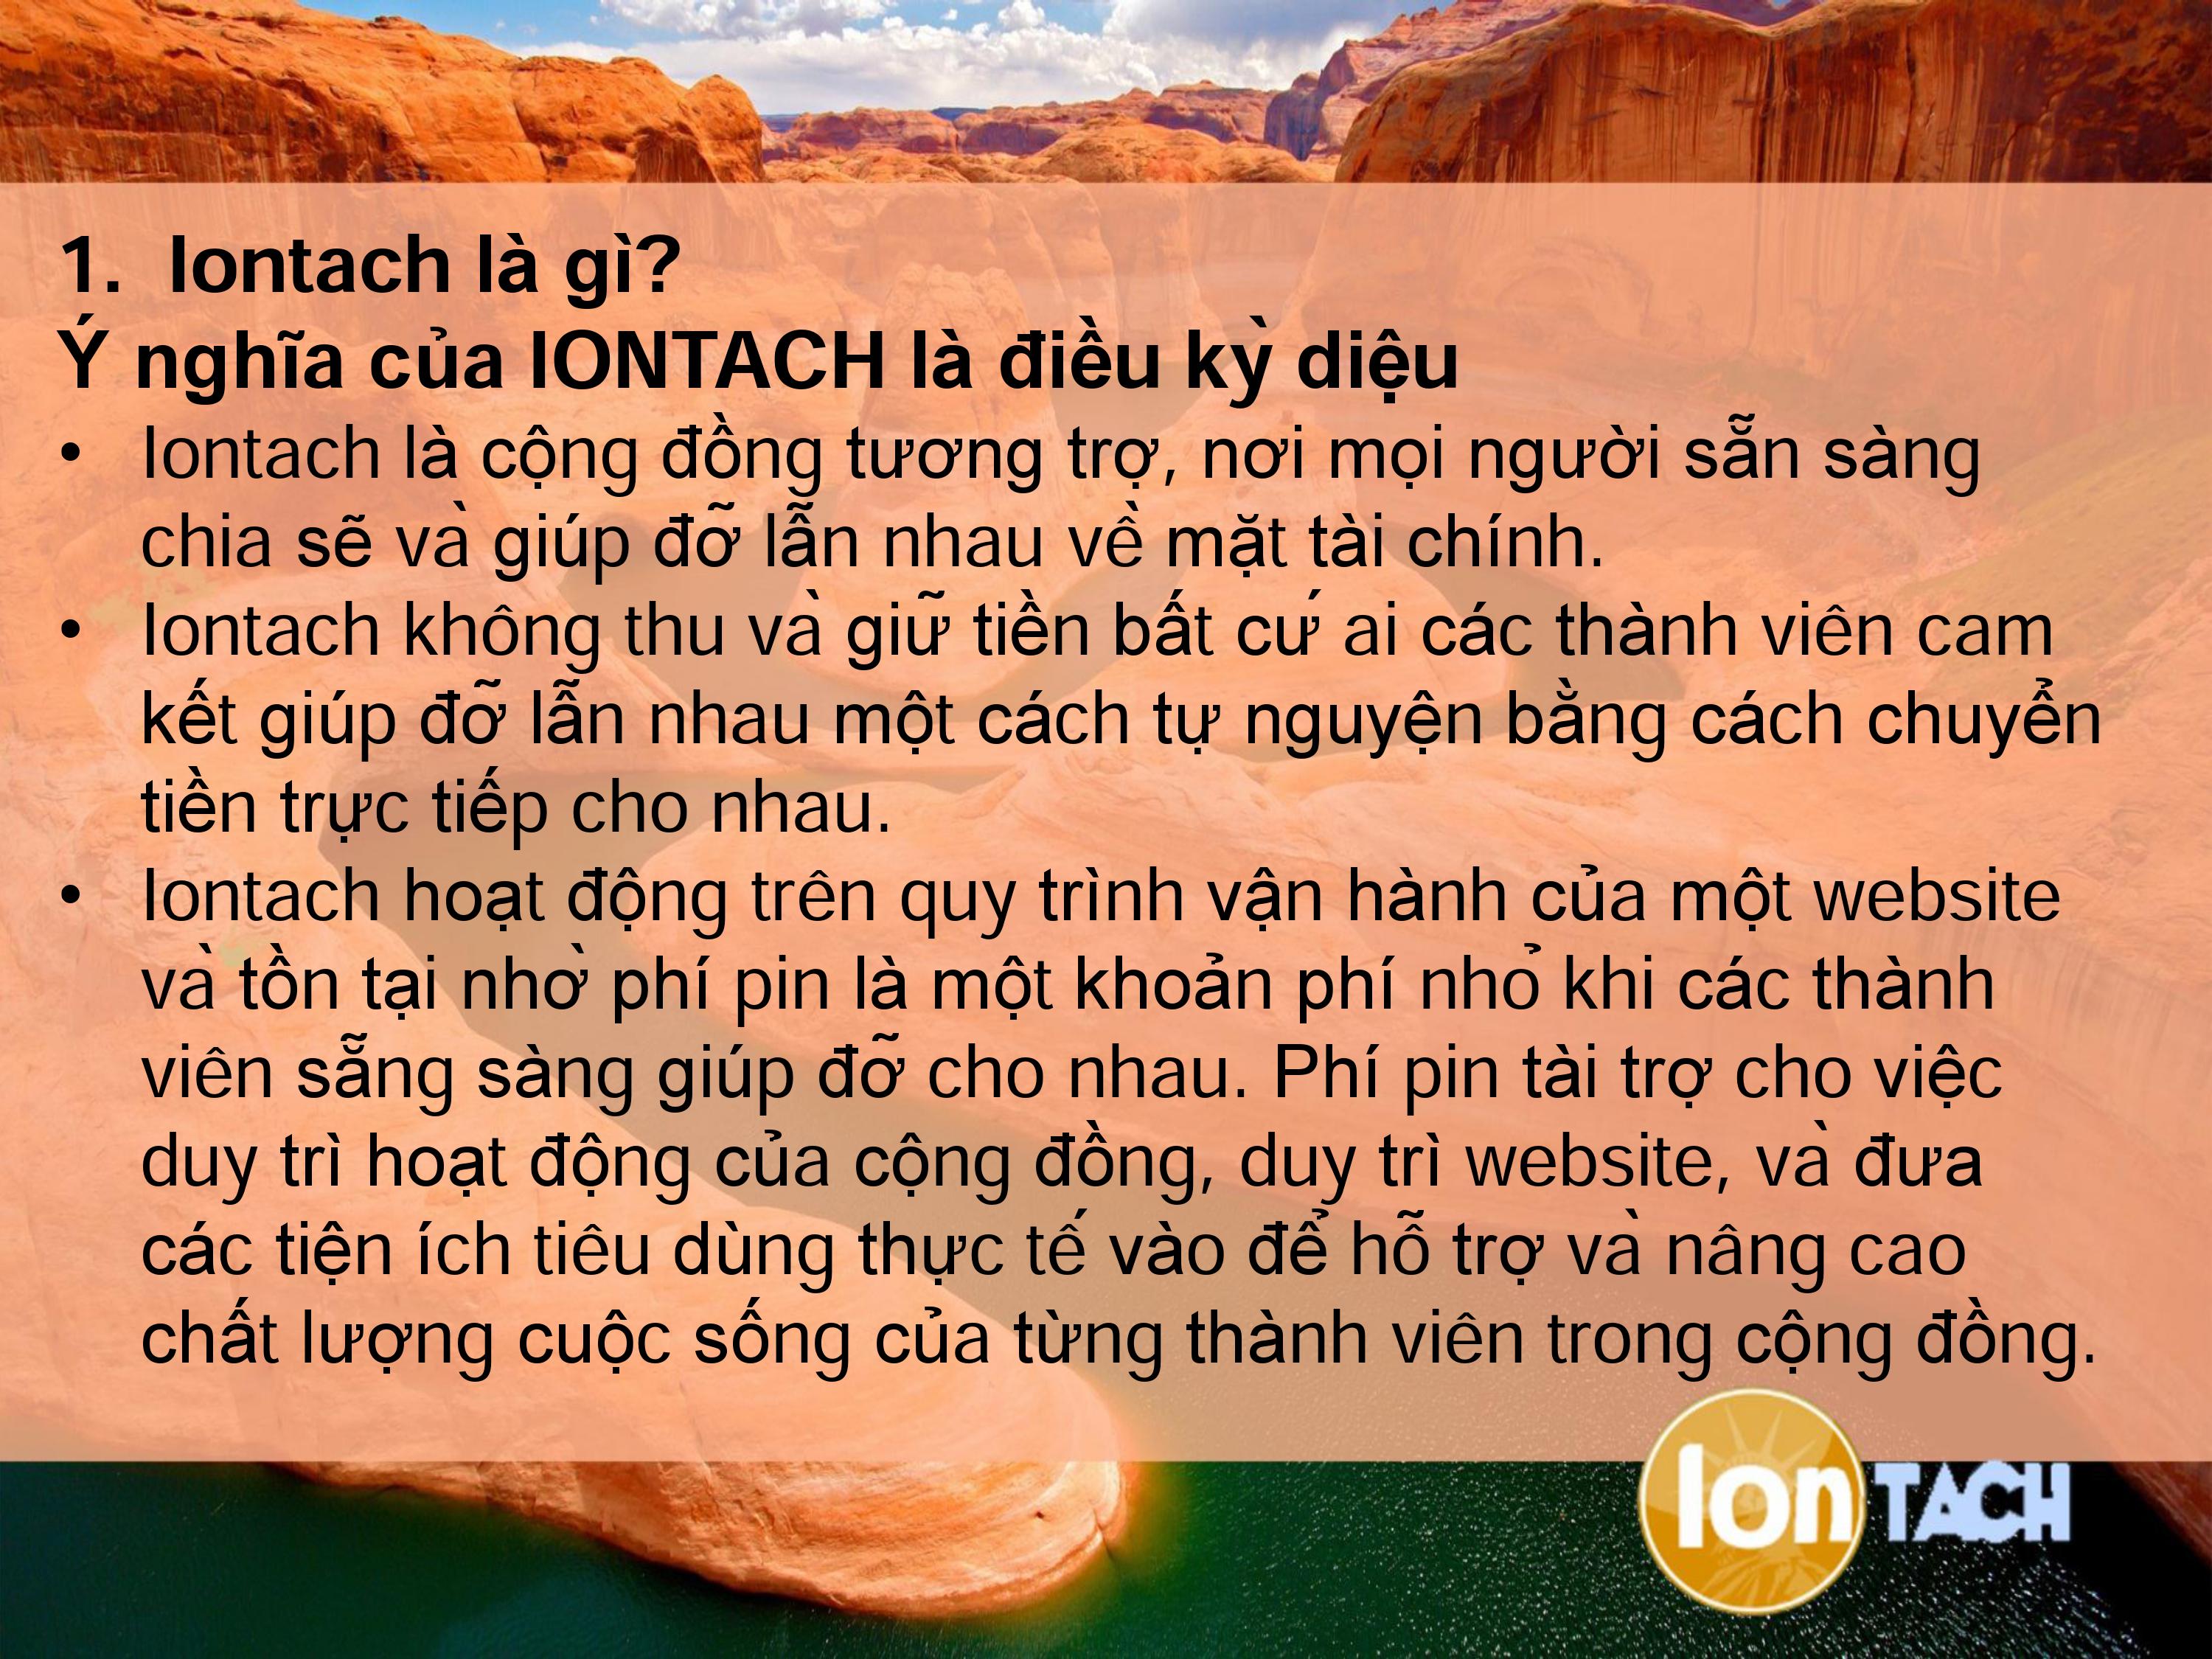 1. Iontach là gì?
Ý nghĩa của IONTACH là điều kỳ diệu
• Iontach là cộng đồng tương trợ, nơi mọi người sẵn sàng
chia sẽ và giúp đỡ lẫn nhau về mặt tài chính.
• Iontach không thu và giữ tiền bất cứ ai các thành viên cam
kết giúp đỡ lẫn nhau một cách tự nguyện bằng cách chuyển
tiền trực tiếp cho nhau.
• Iontach hoạt động trên quy trình vận hành của một website
và tồn tại nhờ phí pin là một khoản phí nhỏ khi các thành
viên sẵng sàng giúp đỡ cho nhau. Phí pin tài trợ cho việc
duy trì hoạt động của cộng đồng, duy trì website, và đưa
các tiện ích tiêu dùng thực tế vào để hỗ trợ và nâng cao
chất lượng cuộc sống của từng thành viên trong cộng đồng.
Ion TACH